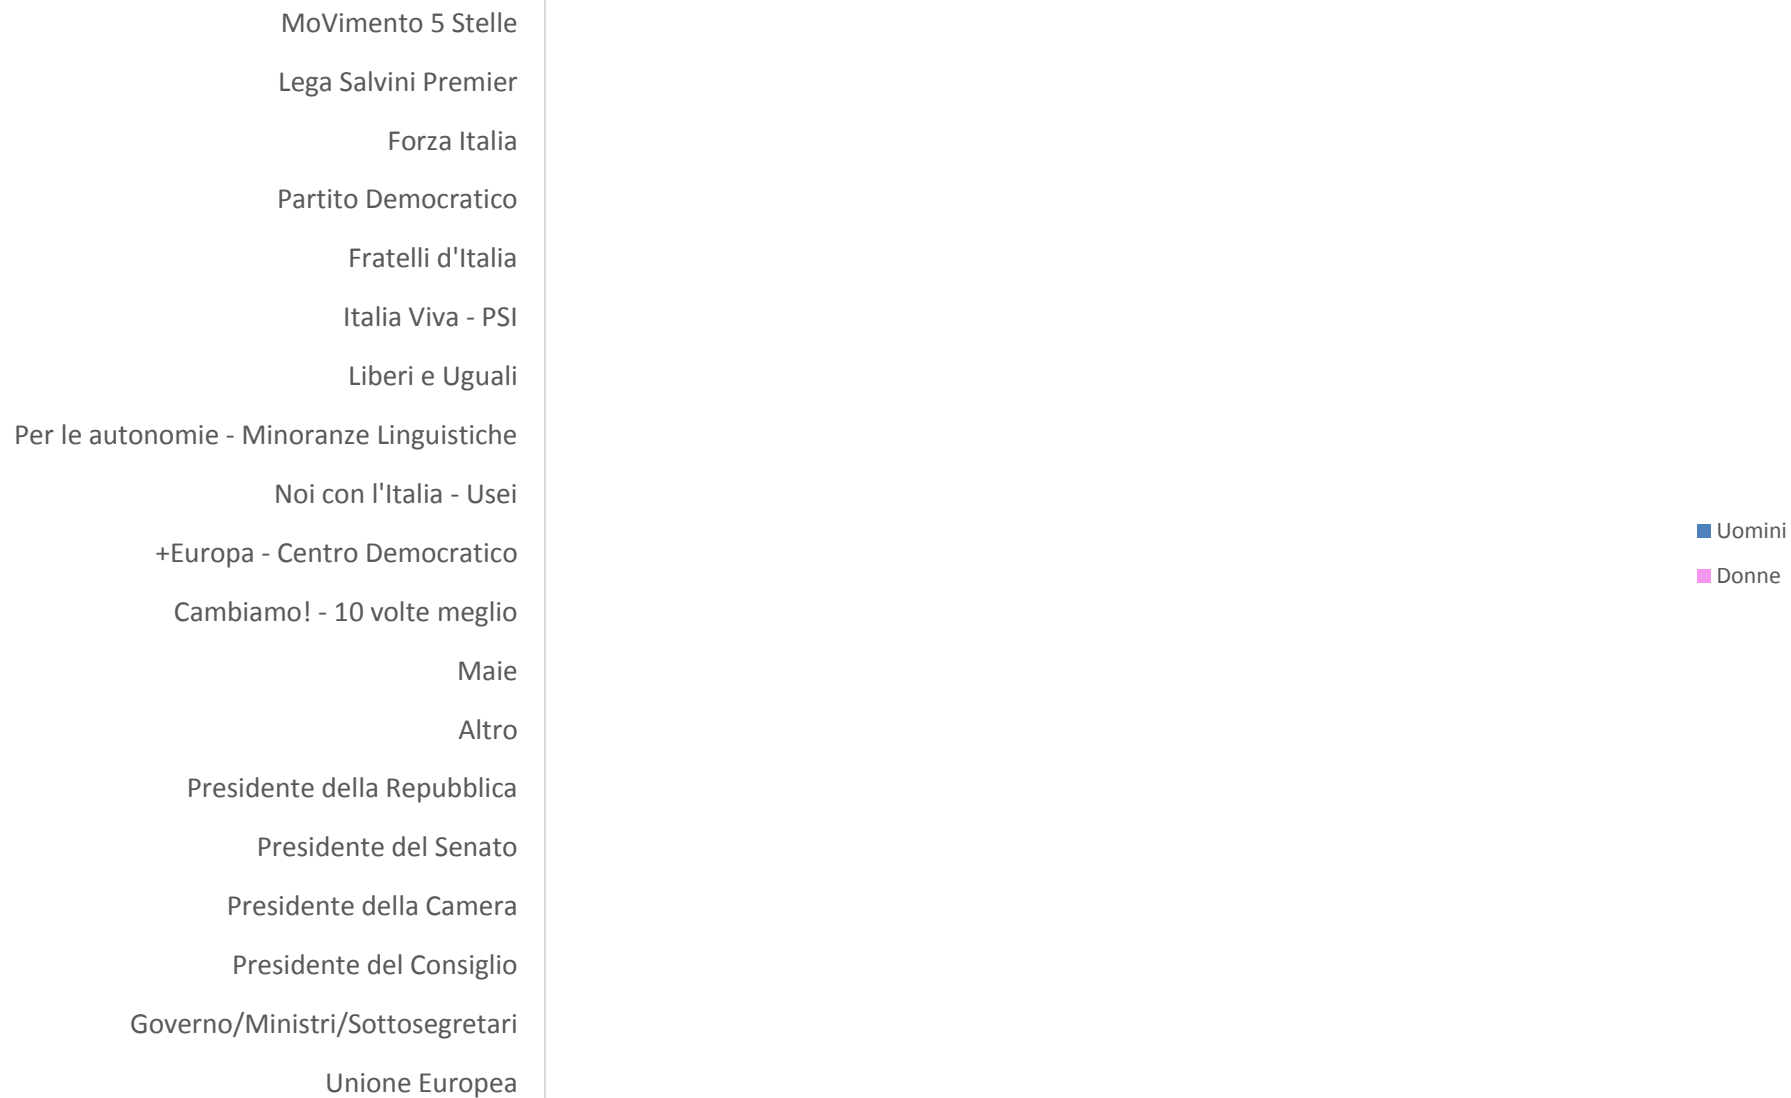 MoVimento 5 Stelle
Lega Salvini Premier
Forza Italia
Partito Democratico
Fratelli d'Italia
Italia Viva - PSI
Liberi e Uguali
Per le autonomie - Minoranze Linguistiche
Noi con l'Italia - Usei
+Europa - Centro Democratico
Cambiamo! - 10 volte meglio
Maie
Altro
Presidente della Repubblica
Presidente del Senato
Presidente della Camera
Presidente del Consiglio
Governo/Ministri/Sottosegretari
Unione Europea
Uomini
Donne